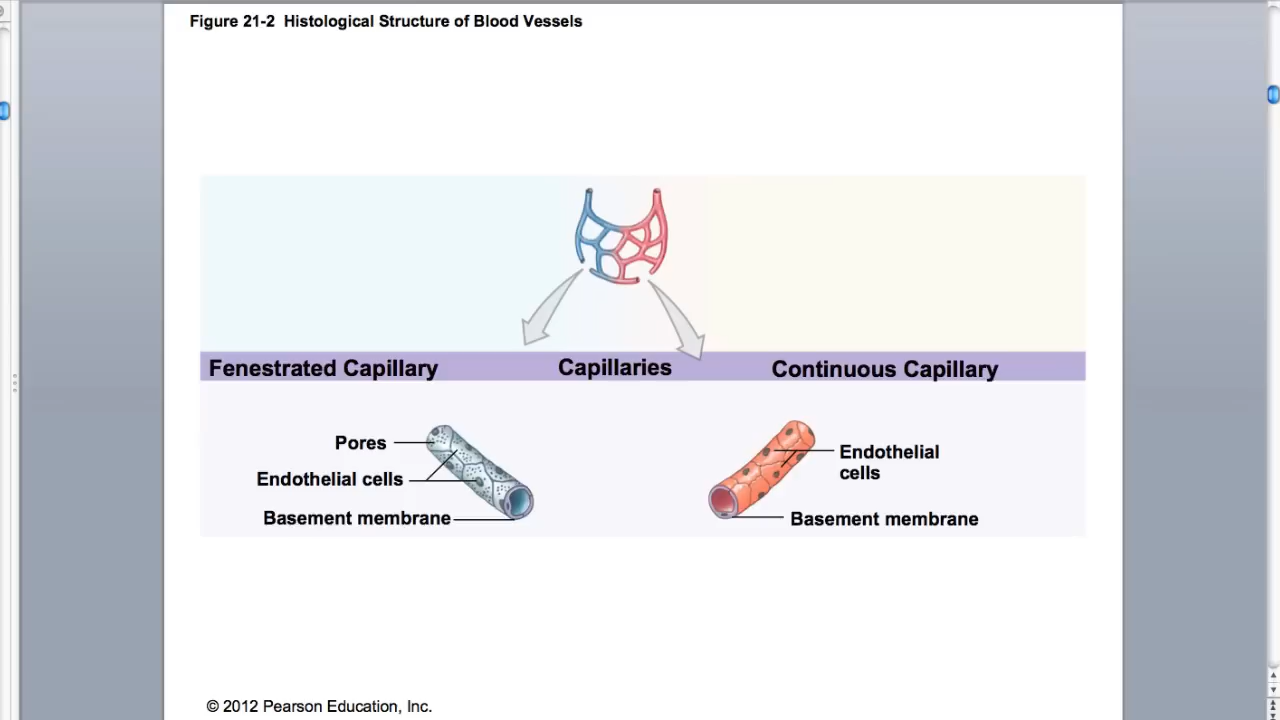 Figure 21-2 Histological Structure of Blood Vessels
Fenestrated Capillary
Capillaries
Continuous Capillary
Pores
Endothelial cells
Basement membrane
Endothelial
cells
Basement membrane
© 2012 Pearson Education, Inc.